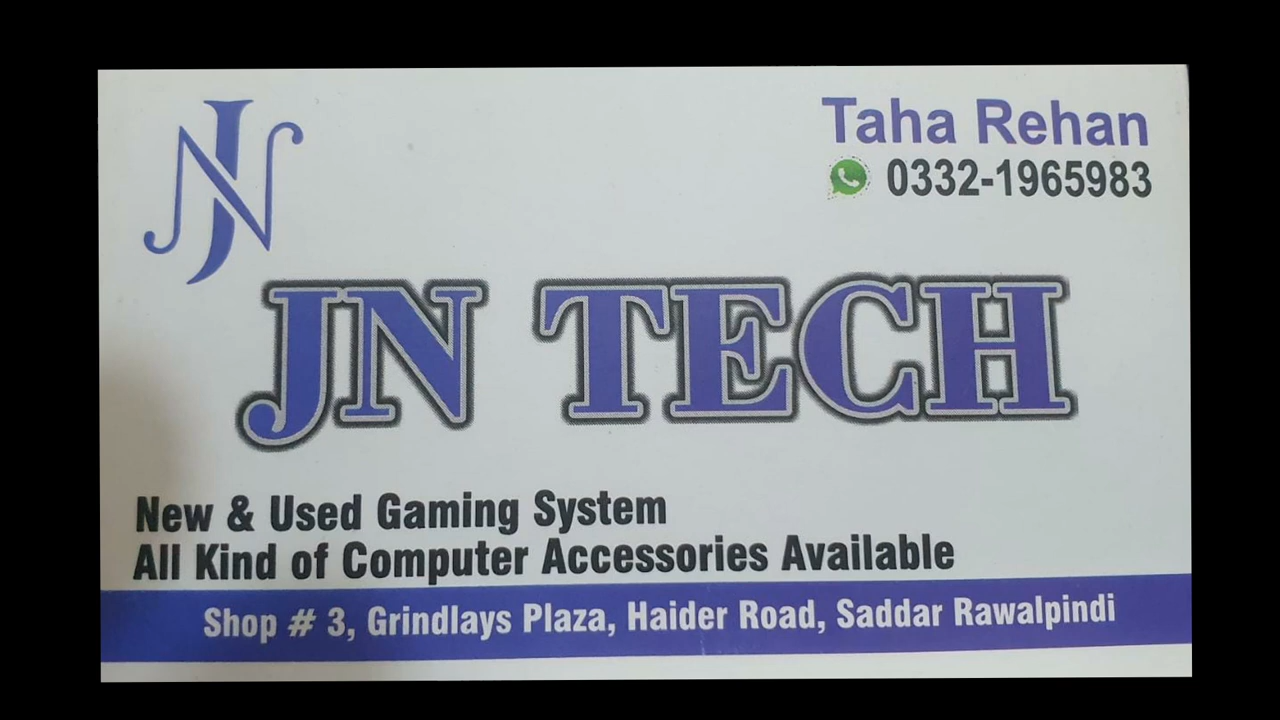 JN
Taha Rehan
0332-1965983
JN TECH
New & Used Gaming System
All Kind of Computer Accessories Available
Shop # 3, Grindlays Plaza, Haider Road, Saddar Rawalpindi